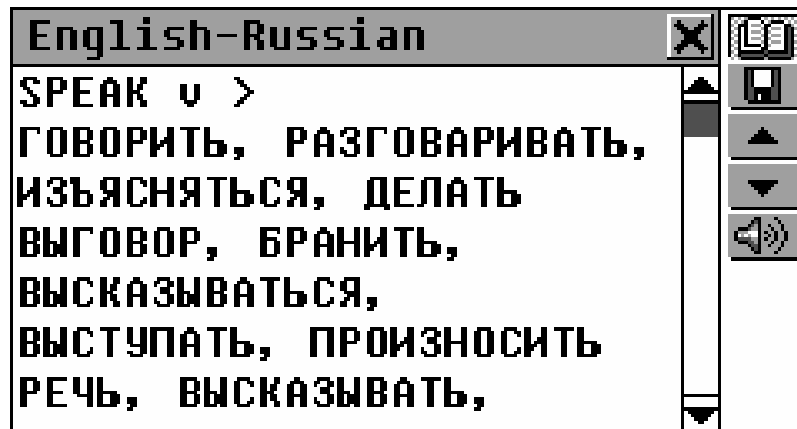 English-Russian
SPEAK v >
ГОВОРИТЬ, РАЗГОВАРИВАТЬ,
ИЗЪЯСНЯТЬСЯ, ДЕЛАТЬ
ВЫГОВОР, БРАНИТЬ,
ВЫСКАЗЫВАТЬСЯ,
ВЫСТУПАТЬ, ПРОИЗНОСИТЬ
РЕЧЬ, ВЫСКАЗЫВАТЬ,